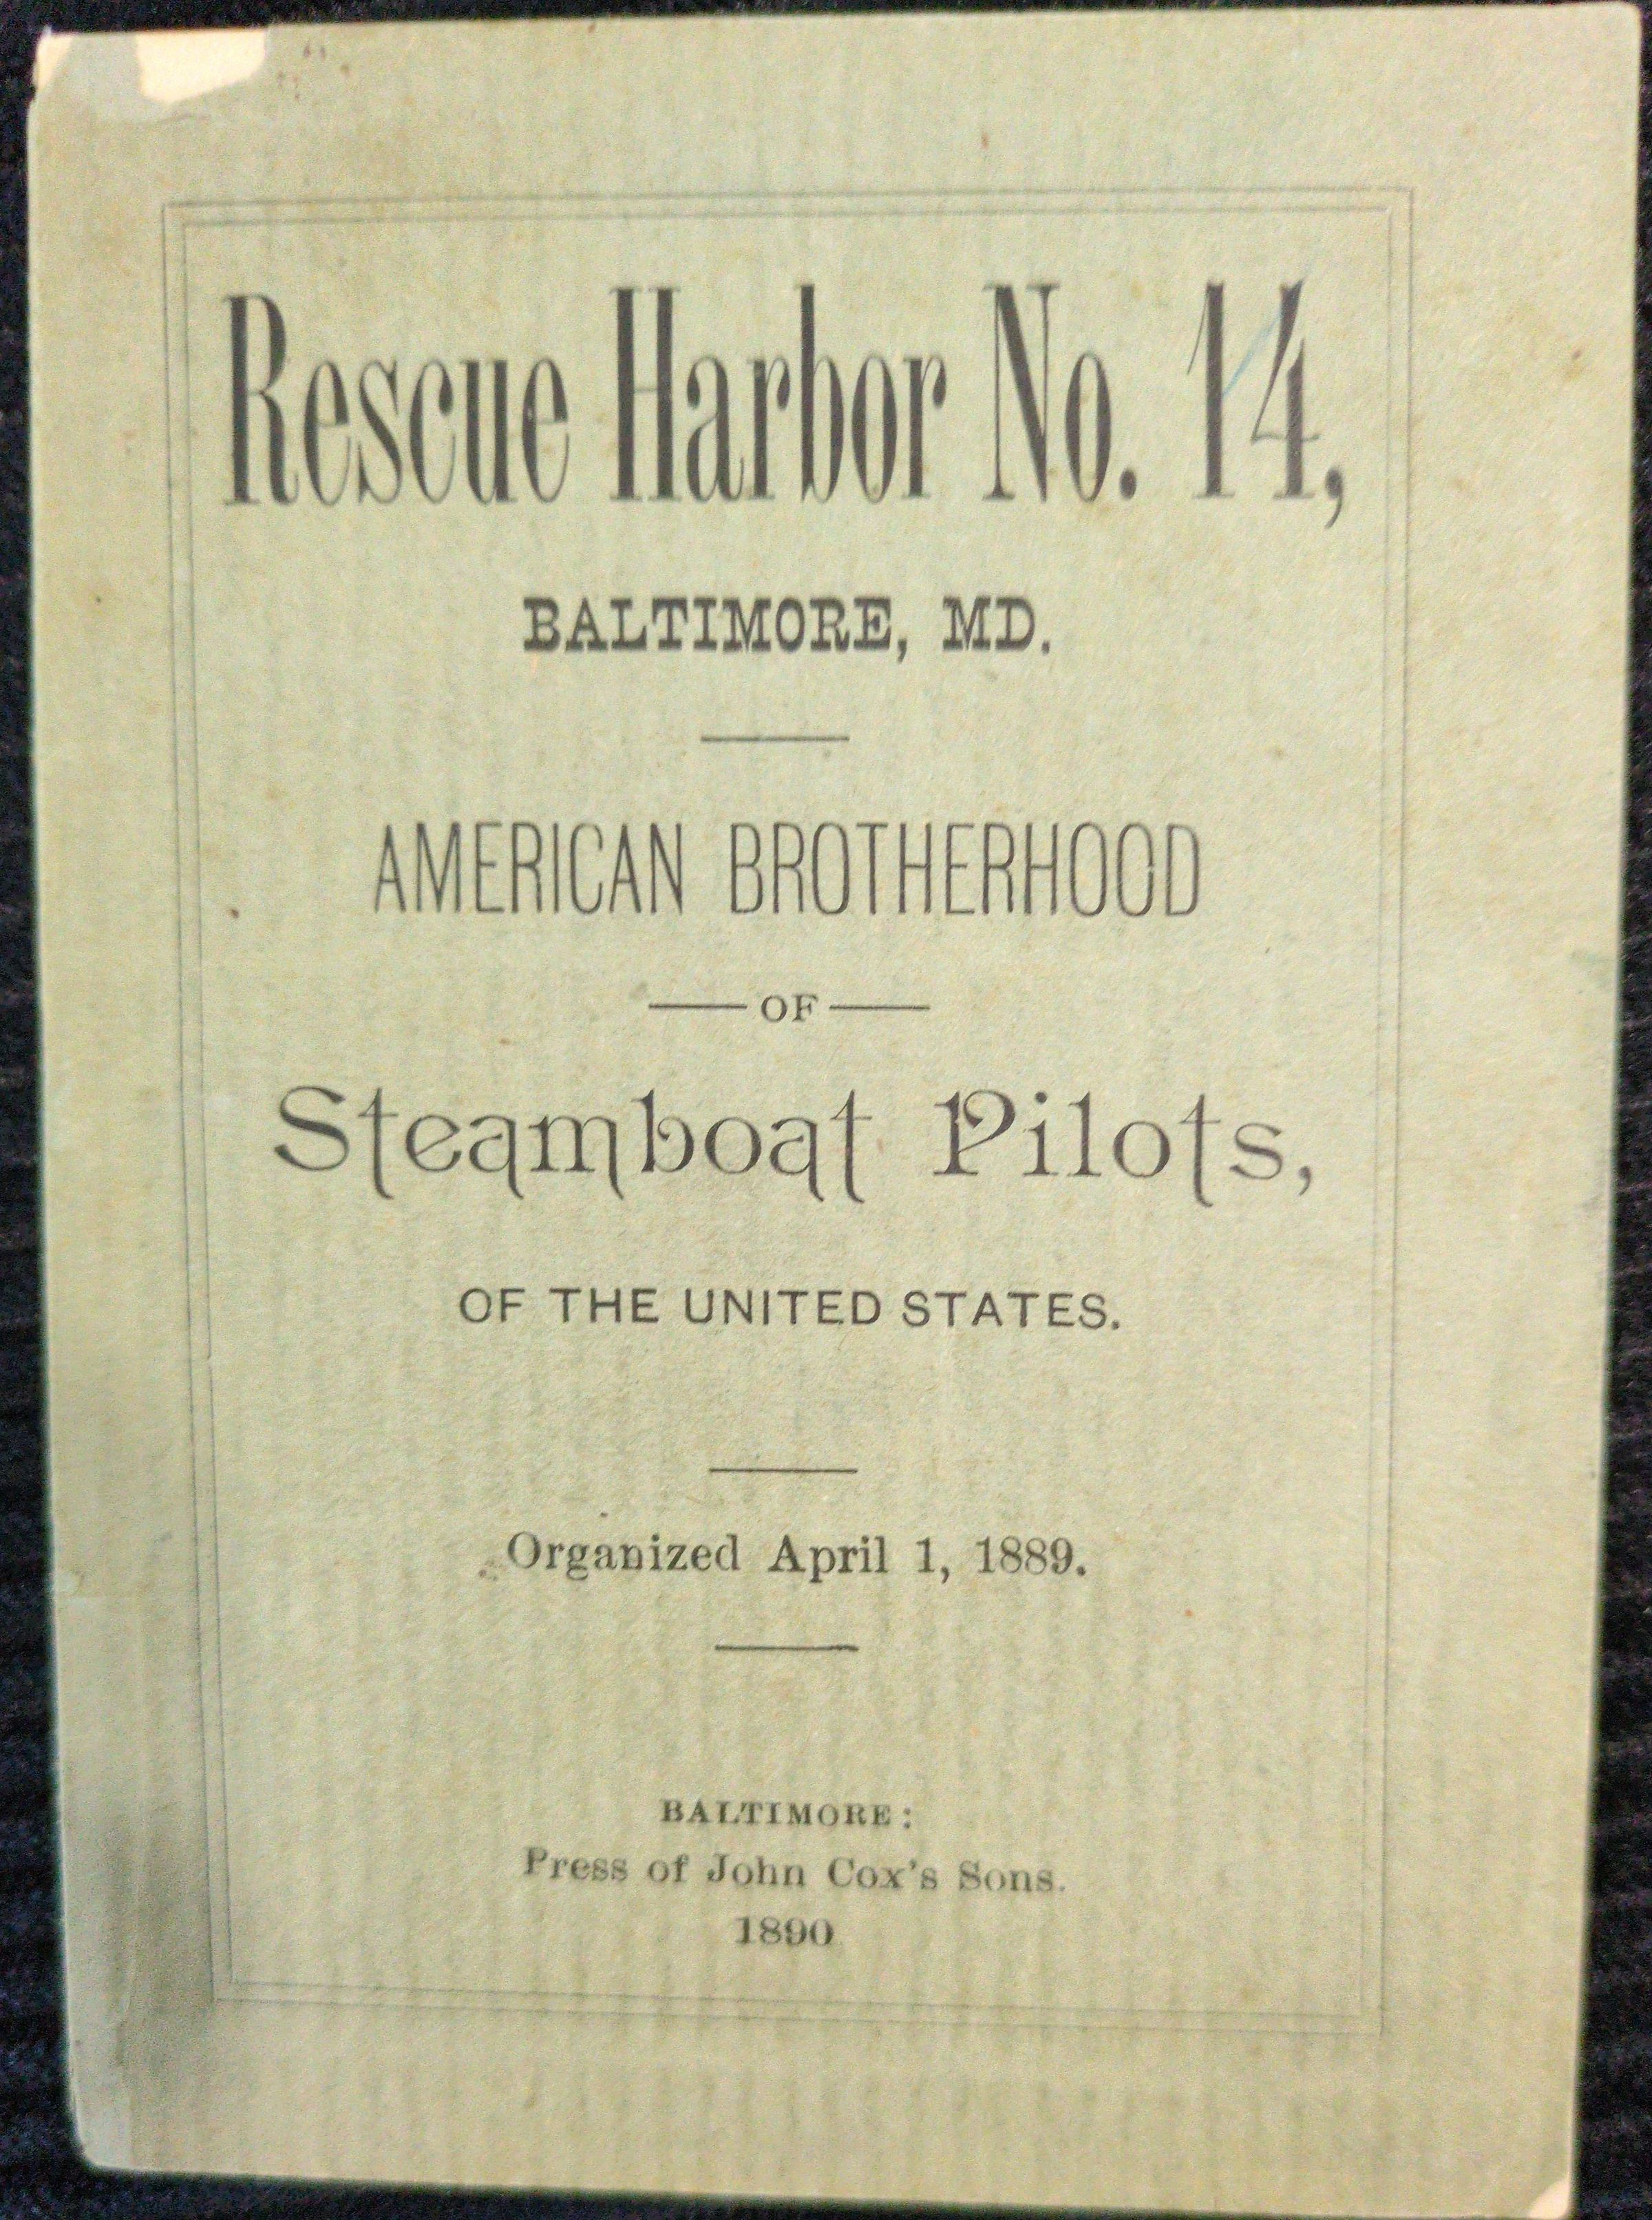 Rescue Harbor No. 14,
BALTIMORE, MD.
AMERICAN BROTHERHOOD
OF
Steamboat Pilots,
OF THE UNITED STATES.
Organized April 1, 1889.
BALTIMORE:
Press of John Cox's Sons.
1890